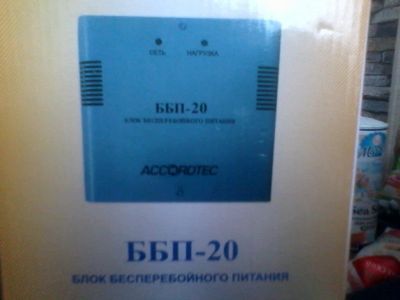 СЕТЬ НАГРУЗКА
ББП-20
БЛОК БЕСПЕРЕБОЙНОГО ПИТАНИЯ
ACCORDTEC
ББП-20
БЛОК БЕСПЕРЕБОЙНОГО ПИТАНИЯ